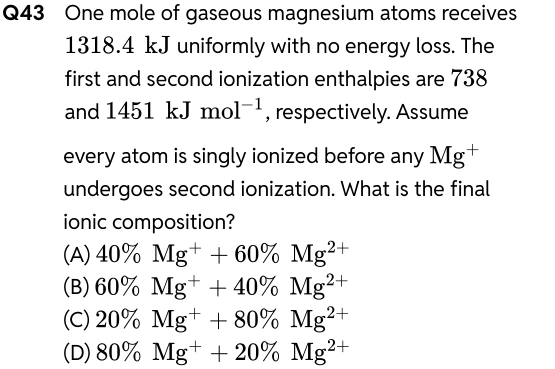 Q43 One mole of gaseous magnesium atoms receives
1318.4 kJ uniformly with no energy loss. The
first and second ionization enthalpies are 738
and 1451 kJ mol⁻¹, respectively. Assume
every atom is singly ionized before any Mg⁺
undergoes second ionization. What is the final
ionic composition?
(A) 40% Mg⁺ + 60% Mg²⁺
(B) 60% Mg⁺ + 40% Mg²⁺
(C) 20% Mg⁺ + 80% Mg²⁺
(D) 80% Mg⁺ + 20% Mg²⁺